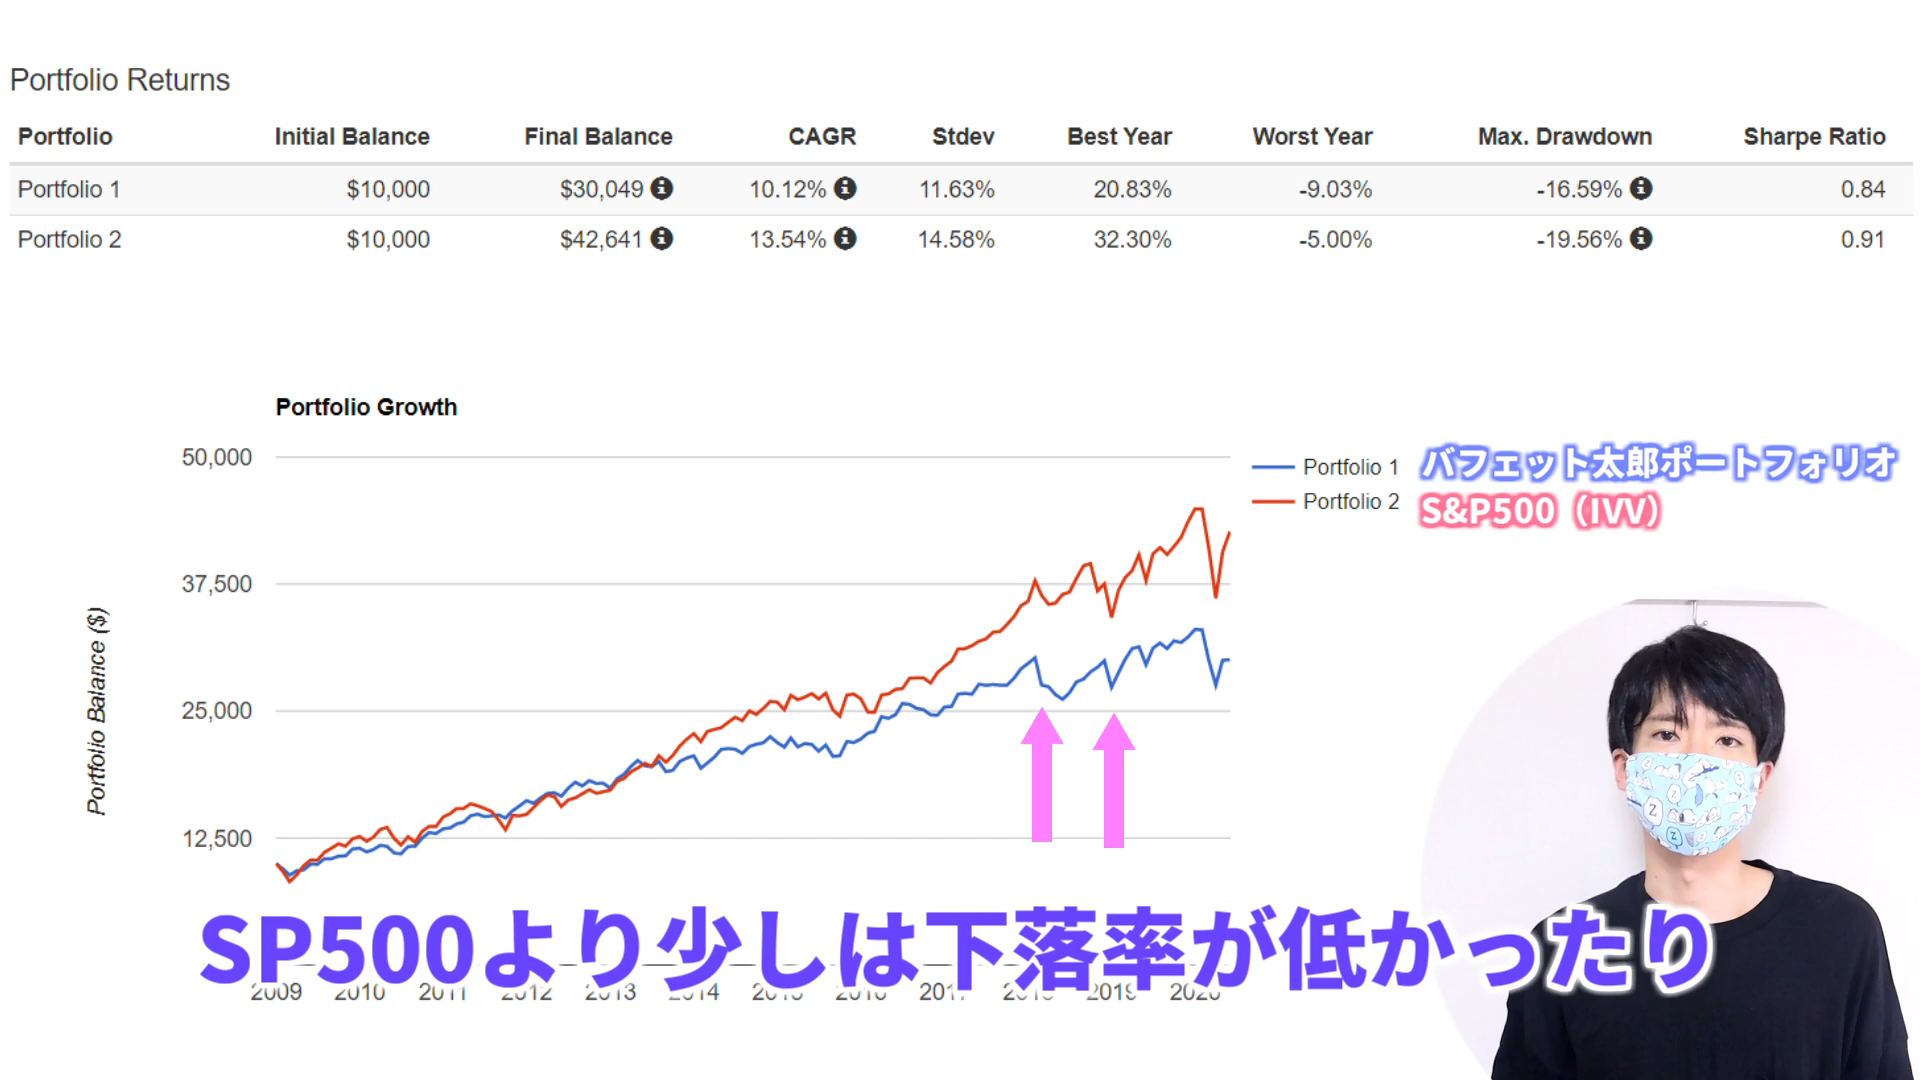 Portfolio Returns
Portfolio Initial Balance Final Balance CAGR Stdev Best Year Worst Year Max. Drawdown Sharpe Ratio
Portfolio 1 $10,000 $30,049 10.12% 11.63% 20.83% -9.03% -16.59% 0.84
Portfolio 2 $10,000 $42,641 13.54% 14.58% 32.30% -5.00% -19.56% 0.91
Portfolio Growth
50,000
37,500
25,000
12,500
Portfolio Balance ($)
Portfolio 1 バフェット太郎ポートフォリオ
Portfolio 2 S&P500（IVV）
SP500より少しは下落率が低かったり
2009 2010 2011 2012 2013 2014 2015 2016 2017 2018 2019 2020